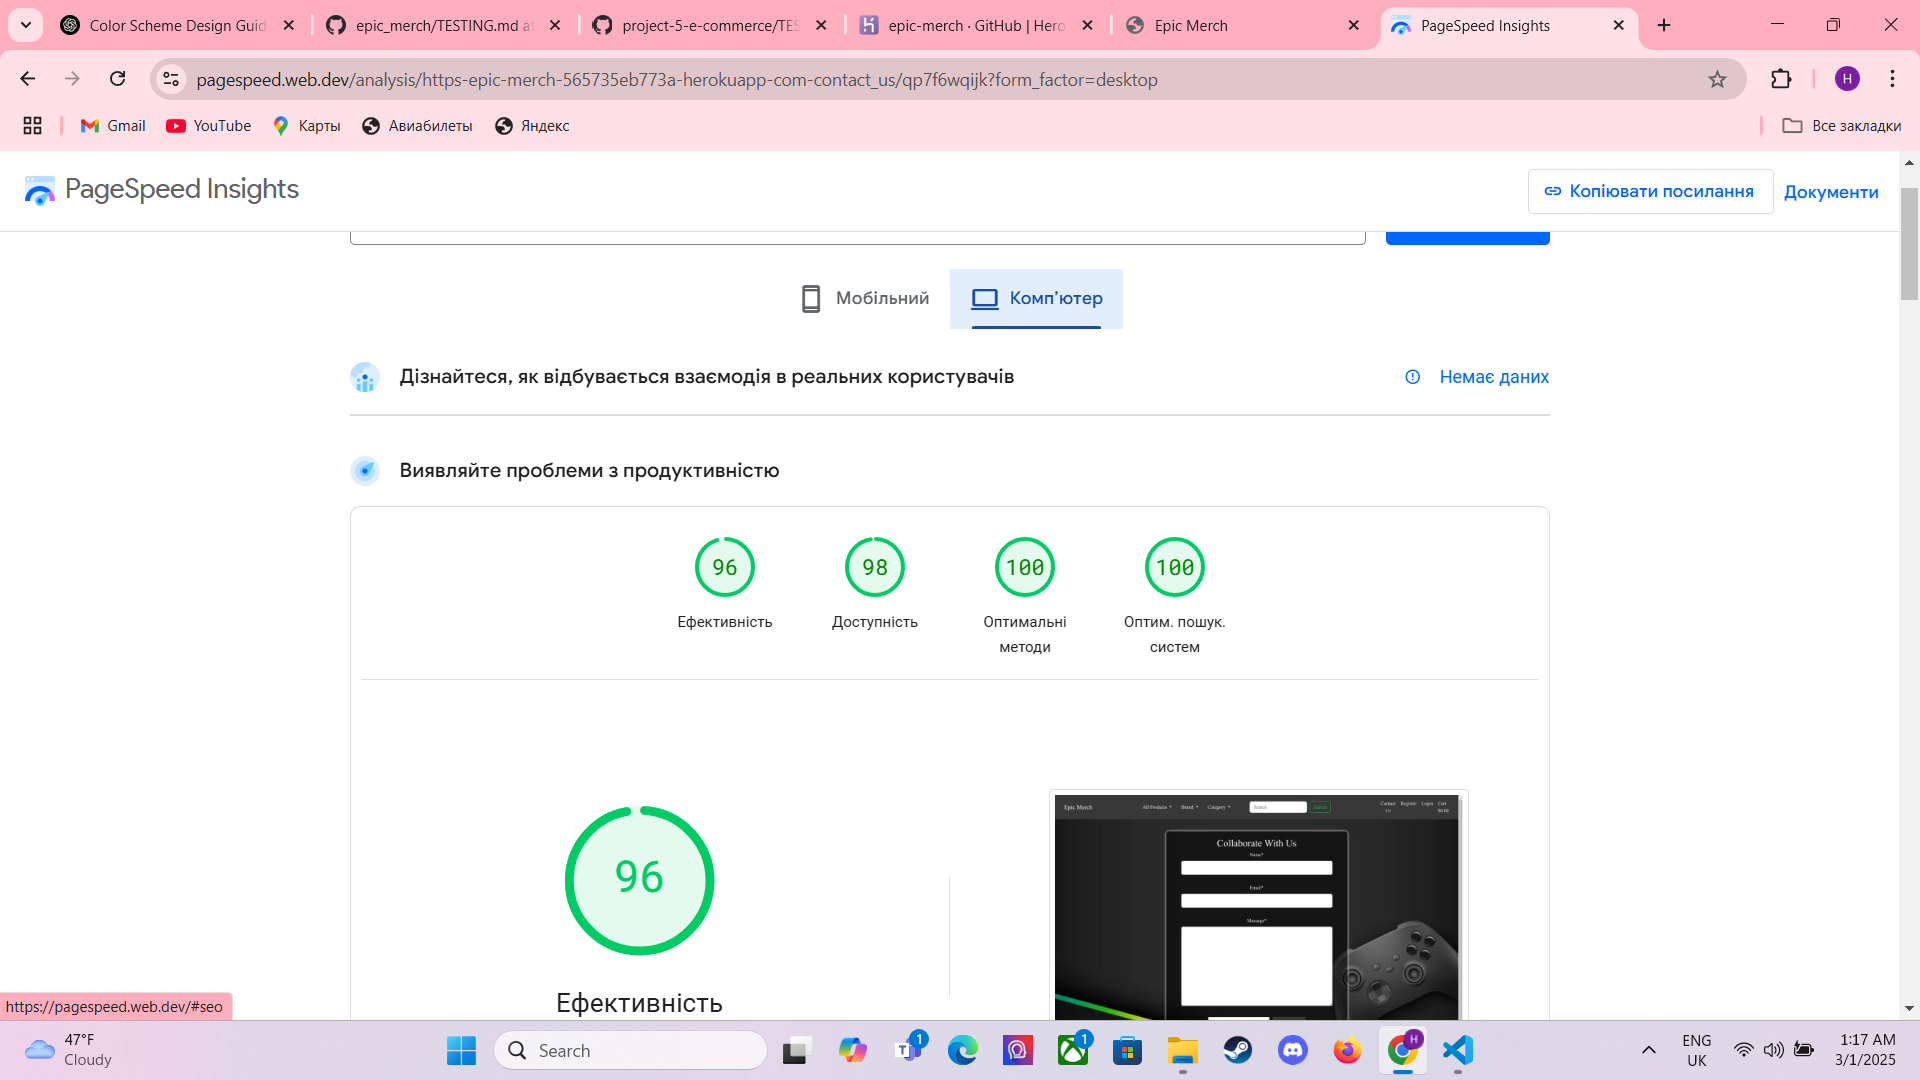 Color Scheme Design Guid
epic_merch/TESTING.md a
project-5-e-commerce/TES
epic-merch · GitHub | Hero
Epic Merch
PageSpeed Insights
pagespeed.web.dev/analysis/https-epic-merch-565735eb773a-herokuapp-com-contact_us/qp7f6wqijk?form_factor=desktop
H
Gmail
YouTube
Карты
Авиабилеты
Яндекс
Все закладки
PageSpeed Insights
Копіювати посилання
Документи
Мобільний
Комп’ютер
Дізнайтеся, як відбувається взаємодія в реальних користувачів
Немає даних
Виявляйте проблеми з продуктивністю
96
98
100
100
Ефективність
Доступність
Оптимальні
методи
Оптим. пошук.
систем
96
Ефективність
Epic Merch
All Products
Brand
Category
Search
Search
Contact
Us
Register
Login
Cart
$0.00
Collaborate With Us
Name*
Email*
Message*
https://pagespeed.web.dev/#seo
47°F
Cloudy
Search
1
1
H
ENG
UK
1:17 AM
3/1/2025